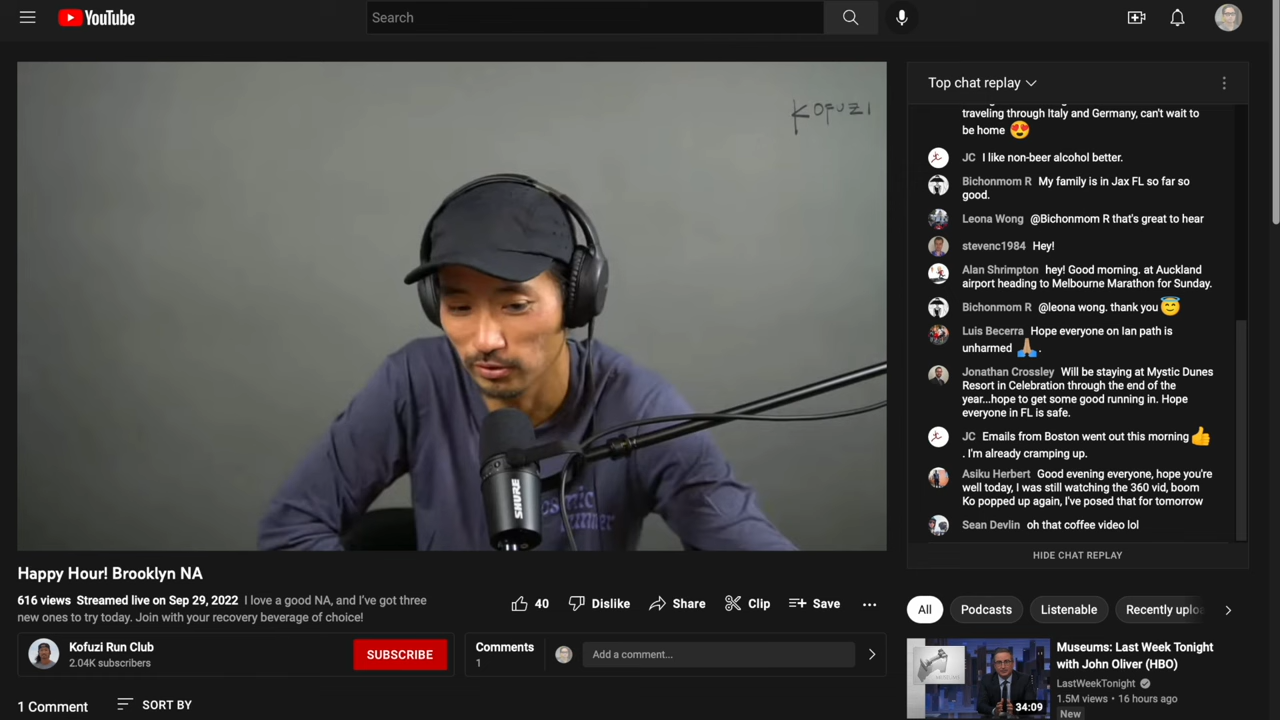 YouTube
Search
KOFUZI
SHURE
cosmic
runner
Happy Hour! Brooklyn NA
616 views Streamed live on Sep 29, 2022 I love a good NA, and I've got three
new ones to try today. Join with your recovery beverage of choice!
40
Dislike
Share
Clip
Save
Kofuzi Run Club
2.04K subscribers
SUBSCRIBE
Comments
1
Add a comment...
1 Comment
SORT BY
Top chat replay
traveling through Italy and Germany, can't wait to
be home 😍
JC I like non-beer alcohol better.
Bichonmom R My family is in Jax FL so far so
good.
Leona Wong @Bichonmom R that's great to hear
stevenc1984 Hey!
Alan Shrimpton hey! Good morning. at Auckland
airport heading to Melbourne Marathon for Sunday.
Bichonmom R @leona wong. thank you 😇
Luis Becerra Hope everyone on Ian path is
unharmed 🙏🏽.
Jonathan Crossley Will be staying at Mystic Dunes
Resort in Celebration through the end of the
year...hope to get some good running in. Hope
everyone in FL is safe.
JC Emails from Boston went out this morning 👍
. I'm already cramping up.
Asiku Herbert Good evening everyone, hope you're
well today, I was still watching the 360 vid, boom
Ko popped up again, I've posed that for tomorrow
Sean Devlin oh that coffee video lol
HIDE CHAT REPLAY
All
Podcasts
Listenable
Recently uplo
34:09
Museums: Last Week Tonight
with John Oliver (HBO)
LastWeekTonight
1.5M views • 16 hours ago
New